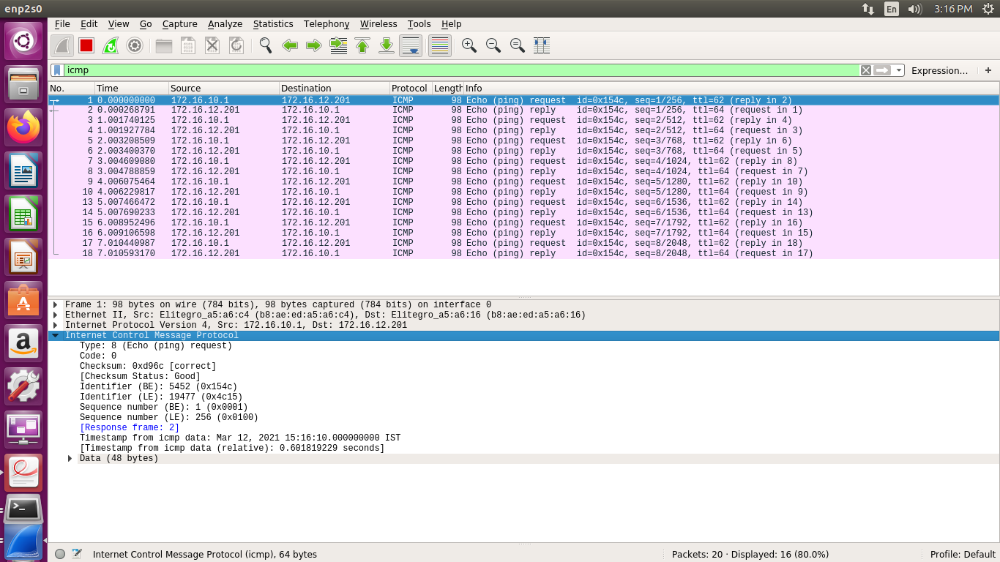 enp2s0 En 3:16 PM
File Edit View Go Capture Analyze Statistics Telephony Wireless Tools Help
icmp Expression… +
No. Time Source Destination Protocol Length Info
1 0.000000000 172.16.10.1 172.16.12.201 ICMP 98 Echo (ping) request id=0x154c, seq=1/256, ttl=62 (reply in 2)
2 0.000268791 172.16.12.201 172.16.10.1 ICMP 98 Echo (ping) reply id=0x154c, seq=1/256, ttl=64 (request in 1)
3 1.001740125 172.16.10.1 172.16.12.201 ICMP 98 Echo (ping) request id=0x154c, seq=2/512, ttl=62 (reply in 4)
4 1.001927784 172.16.12.201 172.16.10.1 ICMP 98 Echo (ping) reply id=0x154c, seq=2/512, ttl=64 (request in 3)
5 2.003208509 172.16.10.1 172.16.12.201 ICMP 98 Echo (ping) request id=0x154c, seq=3/768, ttl=62 (reply in 6)
6 2.003400370 172.16.12.201 172.16.10.1 ICMP 98 Echo (ping) reply id=0x154c, seq=3/768, ttl=64 (request in 5)
7 3.004609080 172.16.10.1 172.16.12.201 ICMP 98 Echo (ping) request id=0x154c, seq=4/1024, ttl=62 (reply in 8)
8 3.004788859 172.16.12.201 172.16.10.1 ICMP 98 Echo (ping) reply id=0x154c, seq=4/1024, ttl=64 (request in 7)
9 4.006075464 172.16.10.1 172.16.12.201 ICMP 98 Echo (ping) request id=0x154c, seq=5/1280, ttl=62 (reply in 10)
10 4.006229817 172.16.12.201 172.16.10.1 ICMP 98 Echo (ping) reply id=0x154c, seq=5/1280, ttl=64 (request in 9)
13 5.007466472 172.16.10.1 172.16.12.201 ICMP 98 Echo (ping) request id=0x154c, seq=6/1536, ttl=62 (reply in 14)
14 5.007690233 172.16.12.201 172.16.10.1 ICMP 98 Echo (ping) reply id=0x154c, seq=6/1536, ttl=64 (request in 13)
15 6.008952496 172.16.10.1 172.16.12.201 ICMP 98 Echo (ping) request id=0x154c, seq=7/1792, ttl=62 (reply in 16)
16 6.009106598 172.16.12.201 172.16.10.1 ICMP 98 Echo (ping) reply id=0x154c, seq=7/1792, ttl=64 (request in 15)
17 7.010440987 172.16.10.1 172.16.12.201 ICMP 98 Echo (ping) request id=0x154c, seq=8/2048, ttl=62 (reply in 18)
18 7.010593170 172.16.12.201 172.16.10.1 ICMP 98 Echo (ping) reply id=0x154c, seq=8/2048, ttl=64 (request in 17)
Frame 1: 98 bytes on wire (784 bits), 98 bytes captured (784 bits) on interface 0
Ethernet II, Src: Elitegro_a5:a6:c4 (b8:ae:ed:a5:a6:c4), Dst: Elitegro_a5:a6:16 (b8:ae:ed:a5:a6:16)
Internet Protocol Version 4, Src: 172.16.10.1, Dst: 172.16.12.201
Internet Control Message Protocol
Type: 8 (Echo (ping) request)
Code: 0
Checksum: 0xd96c [correct]
[Checksum Status: Good]
Identifier (BE): 5452 (0x154c)
Identifier (LE): 19477 (0x4c15)
Sequence number (BE): 1 (0x0001)
Sequence number (LE): 256 (0x0100)
[Response frame: 2]
Timestamp from icmp data: Mar 12, 2021 15:16:10.000000000 IST
[Timestamp from icmp data (relative): 0.601819229 seconds]
Data (48 bytes)
Internet Control Message Protocol (icmp), 64 bytes Packets: 20 · Displayed: 16 (80.0%) Profile: Default